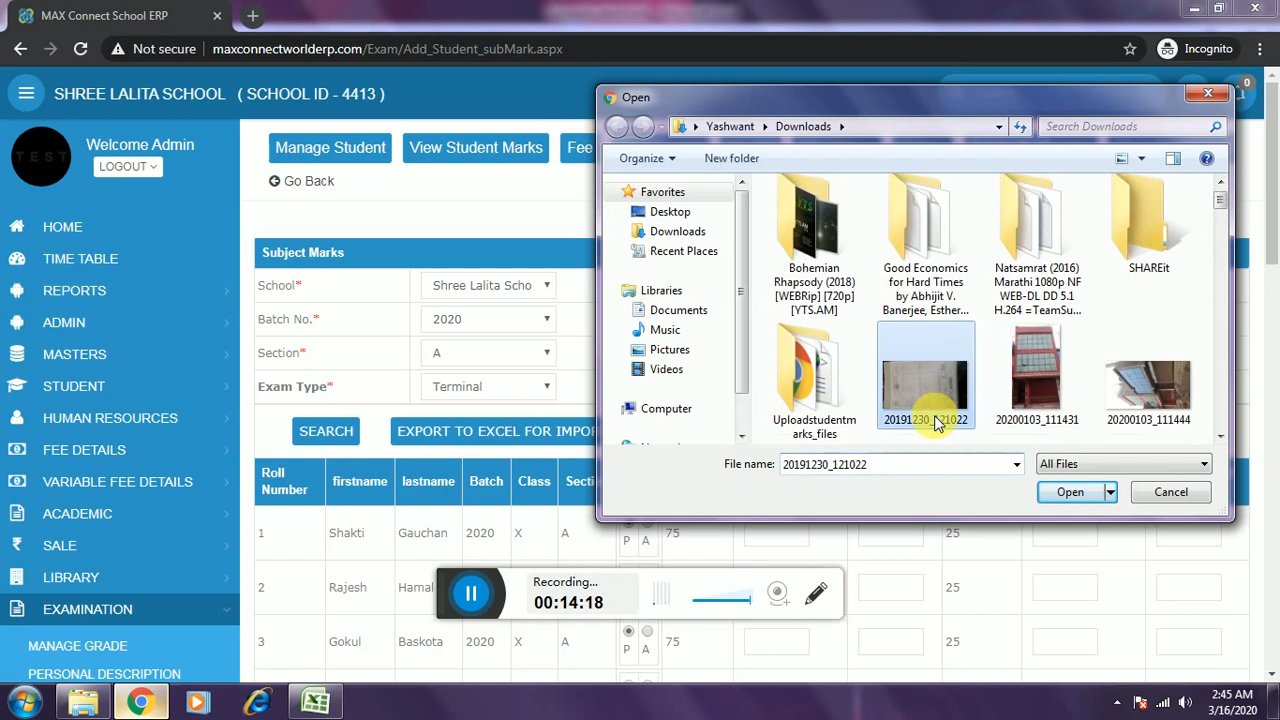 MAX Connect School ERP
Not secure maxconnectworlderp.com/Exam/Add_Student_subMark.aspx Incognito
SHREE LALITA SCHOOL ( SCHOOL ID - 4413 ) 0
TEST
Welcome Admin
LOGOUT
HOME
TIME TABLE
REPORTS
ADMIN
MASTERS
STUDENT
HUMAN RESOURCES
FEE DETAILS
VARIABLE FEE DETAILS
ACADEMIC
SALE
LIBRARY
EXAMINATION
MANAGE GRADE
PERSONAL DESCRIPTION
Manage Student View Student Marks Fee
Go Back
Subject Marks
School* Shree Lalita Scho
Batch No.* 2020
Section* A
Exam Type* Terminal
SEARCH EXPORT TO EXCEL FOR IMPO
Roll Number firstname lastname Batch Class Secti
1 Shakti Gauchan 2020 X A P A 75 25
2 Rajesh Hamal 25
3 Gokul Baskota 2020 X A P A 75 25
Open
Yashwant Downloads Search Downloads
Organize New folder
Favorites
Desktop
Downloads
Recent Places
Libraries
Documents
Music
Pictures
Videos
Computer
Bohemian Rhapsody (2018) [WEBRip] [720p] [YTS.AM]
Good Economics for Hard Times by Abhijit V. Banerjee, Esther...
Natsamrat (2016) Marathi 1080p NF WEB-DL DD 5.1 H.264 =TeamSu...
SHAREit
Uploadstudentmarks_files
20191230_121022
20200103_111431
20200103_111444
File name: 20191230_121022 All Files
Open Cancel
Recording...
00:14:18
2:45 AM
3/16/2020